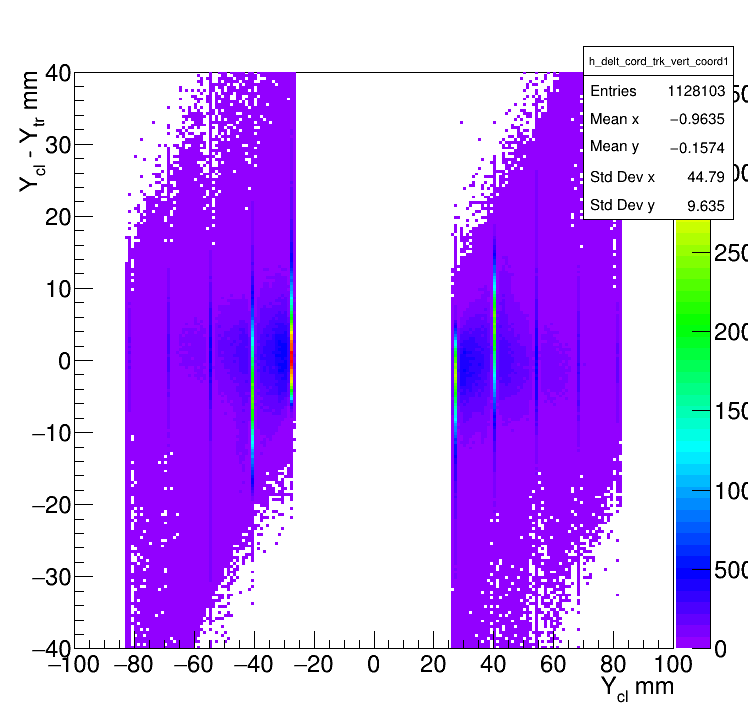 h_delt_cord_trk_vert_coord1
Entries 1128103
Mean x −0.9635
Mean y −0.1574
Std Dev x 44.79
Std Dev y 9.635
Y_cl - Y_tr mm
40
30
20
10
0
−10
−20
−30
−40
−100 −80 −60 −40 −20 0 20 40 60 80 100
Y_cl mm
250
200
150
100
500
0